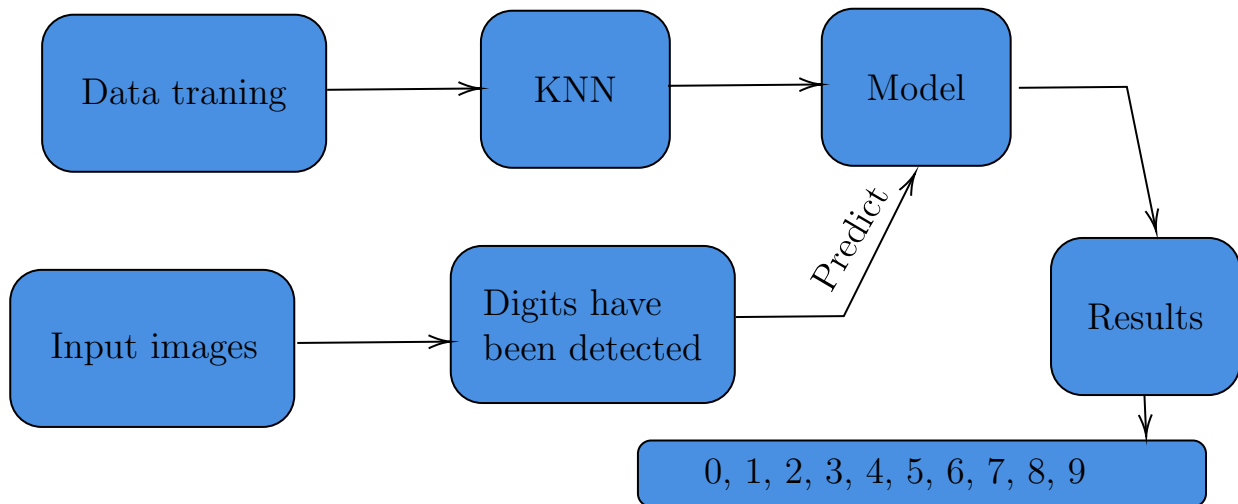 Data traning
KNN
Model
Predict
Input images
Digits have
been detected
Results
0, 1, 2, 3, 4, 5, 6, 7, 8, 9